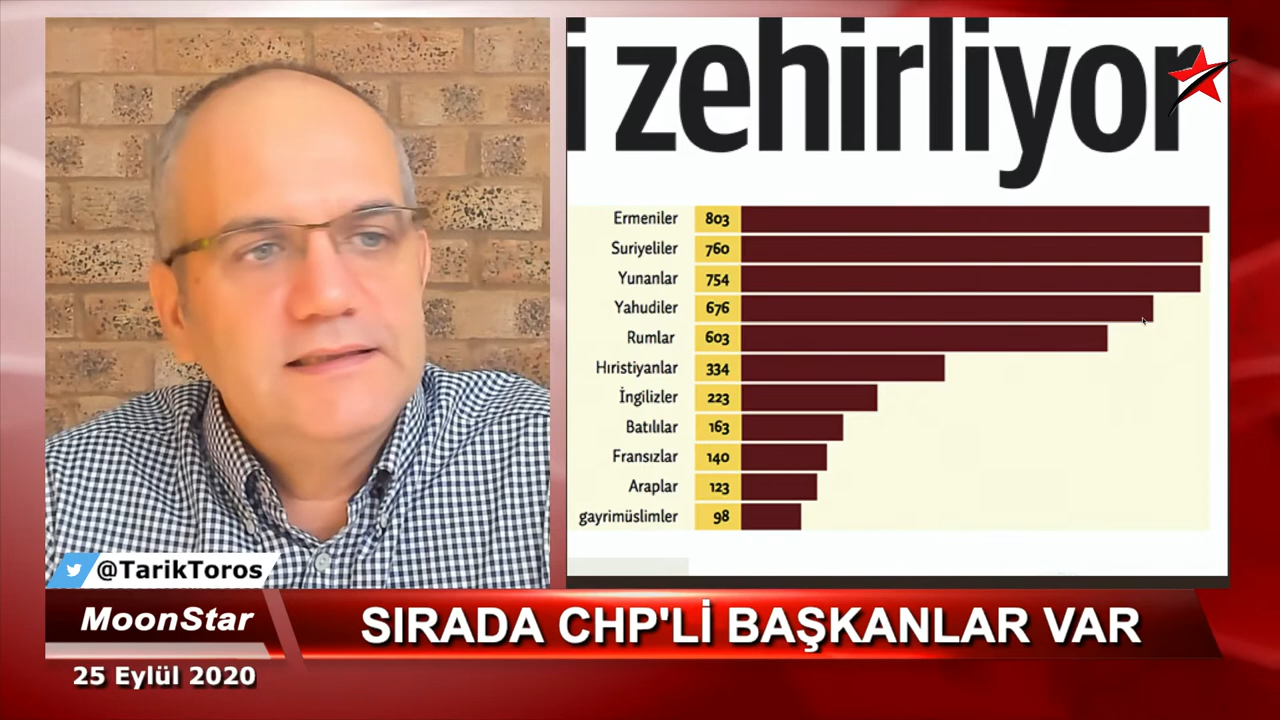 i zehirliyor
Ermeniler 803
Suriyeliler 760
Yunanlar 754
Yahudiler 676
Rumlar 603
Hıristiyanlar 334
İngilizler 223
Batılılar 163
Fransızlar 140
Araplar 123
gayrimüslimler 98
@TarikToros
MoonStar
SIRADA CHP'Lİ BAŞKANLAR VAR
25 Eylül 2020